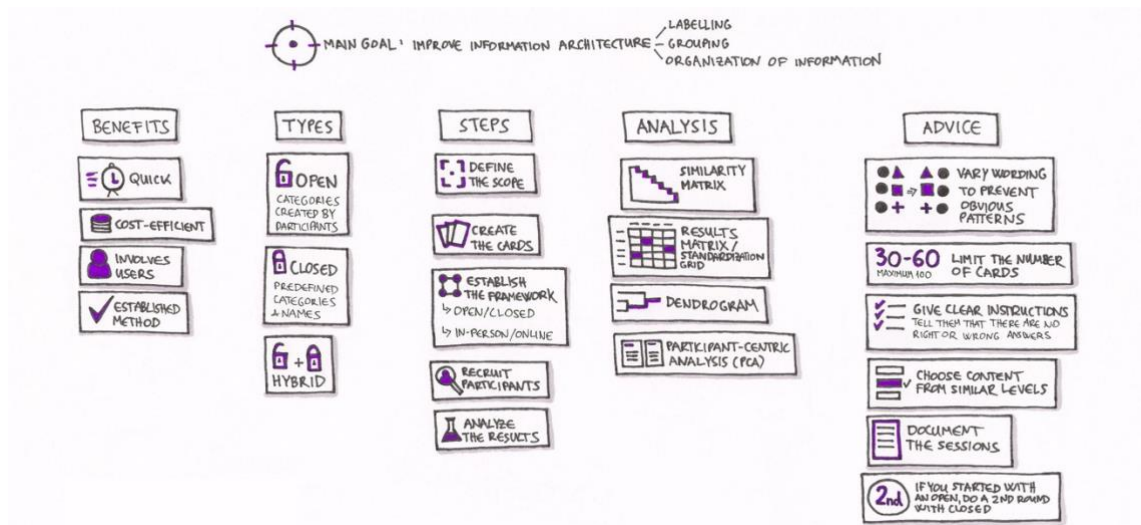 MAIN GOAL: IMPROVE INFORMATION ARCHITECTURE
LABELLING
GROUPING
ORGANIZATION OF INFORMATION
BENEFITS
QUICK
COST-EFFICIENT
INVOLVES
USERS
ESTABLISHED
METHOD
TYPES
OPEN
CATEGORIES
CREATED BY
PARTICIPANTS
CLOSED
PREDEFINED
CATEGORIES
& NAMES
+
HYBRID
STEPS
DEFINE
THE SCOPE
CREATE
THE CARDS
ESTABLISH
THE FRAMEWORK
↳ OPEN/CLOSED
↳ IN-PERSON/ONLINE
RECRUIT
PARTICIPANTS
ANALYZE
THE RESULTS
ANALYSIS
SIMILARITY
MATRIX
RESULTS
MATRIX/
STANDARDIZATION
GRID
DENDROGRAM
PARTICIPANT-CENTRIC
ANALYSIS (PCA)
ADVICE
VARY WORDING
TO PREVENT
OBVIOUS
PATTERNS
30-60
MAXIMUM 100
LIMIT THE NUMBER
OF CARDS
GIVE CLEAR INSTRUCTIONS
TELL THEM THAT THERE ARE NO
RIGHT OR WRONG ANSWERS
CHOOSE CONTENT
FROM SIMILAR LEVELS
DOCUMENT
THE SESSIONS
2nd
IF YOU STARTED WITH
AN OPEN, DO A 2ND ROUND
WITH CLOSED